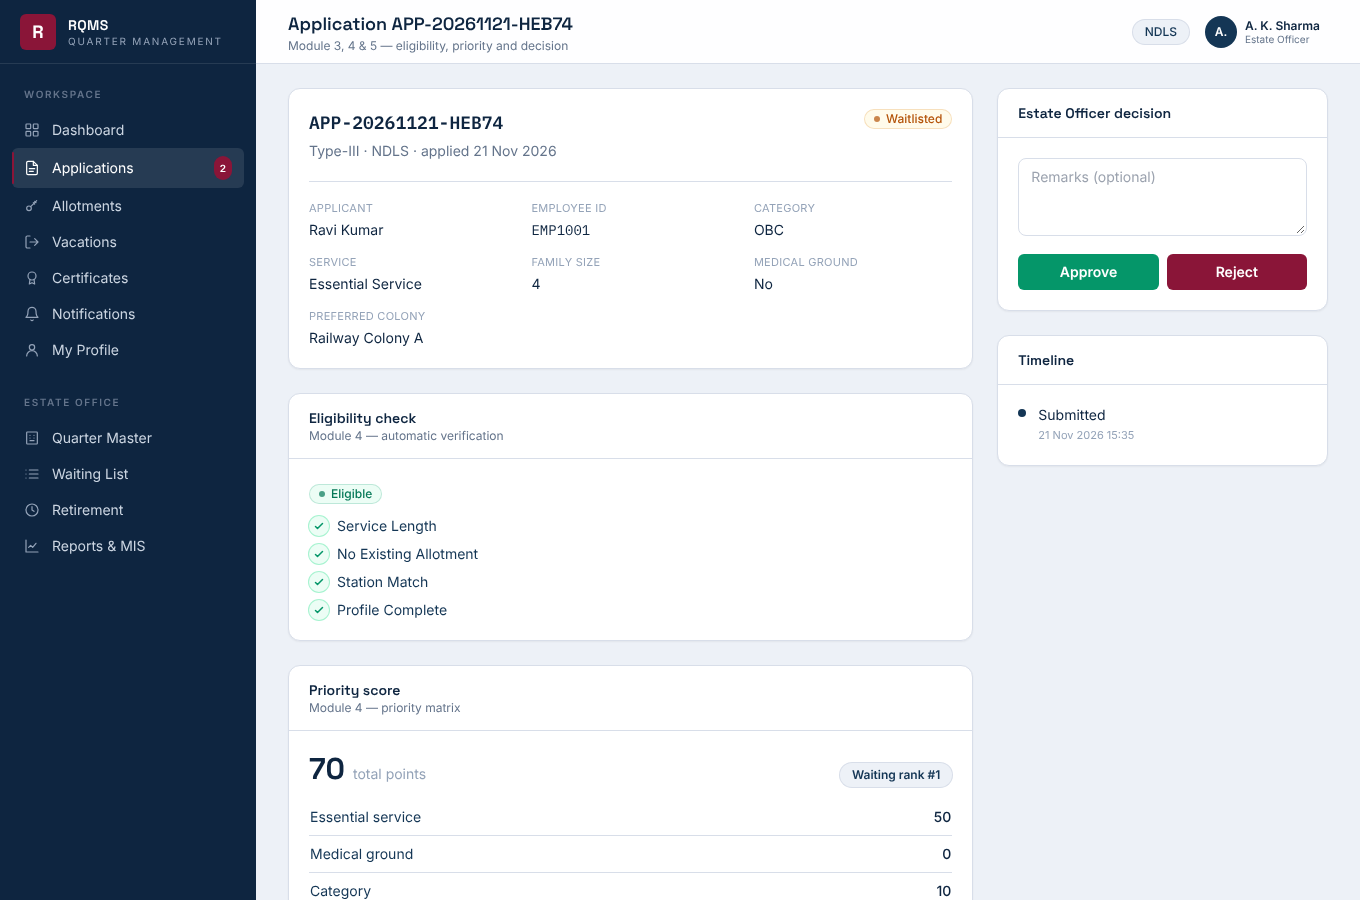 R
RQMS
QUARTER MANAGEMENT
WORKSPACE
Dashboard
Applications
2
Allotments
Vacations
Certificates
Notifications
My Profile
ESTATE OFFICE
Quarter Master
Waiting List
Retirement
Reports & MIS
Application APP-20261121-HEB74
Module 3, 4 & 5 — eligibility, priority and decision
NDLS
A.
A. K. Sharma
Estate Officer
APP-20261121-HEB74
Waitlisted
Type-III · NDLS · applied 21 Nov 2026
APPLICANT
Ravi Kumar
EMPLOYEE ID
EMP1001
CATEGORY
OBC
SERVICE
Essential Service
FAMILY SIZE
4
MEDICAL GROUND
No
PREFERRED COLONY
Railway Colony A
Eligibility check
Module 4 — automatic verification
Eligible
Service Length
No Existing Allotment
Station Match
Profile Complete
Priority score
Module 4 — priority matrix
70 total points
Waiting rank #1
Essential service 50
Medical ground 0
Category 10
Estate Officer decision
Remarks (optional)
Approve
Reject
Timeline
Submitted
21 Nov 2026 15:35